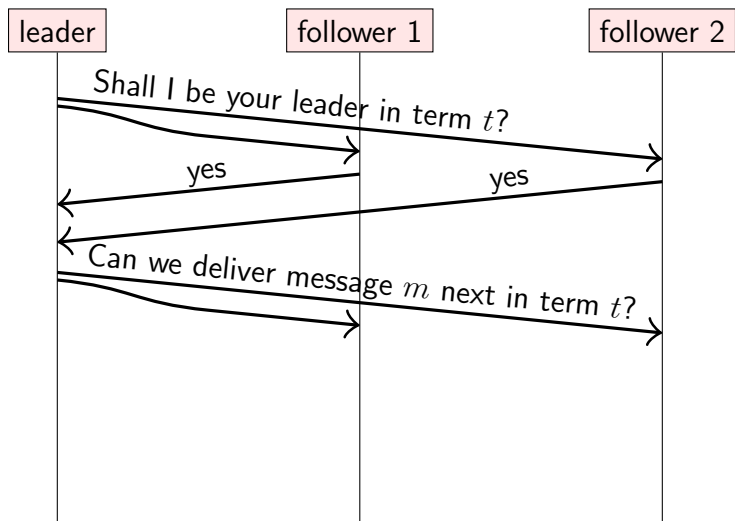 leader
follower 1
follower 2
Shall I be your leader in term t?
yes
yes
Can we deliver message m next in term t?